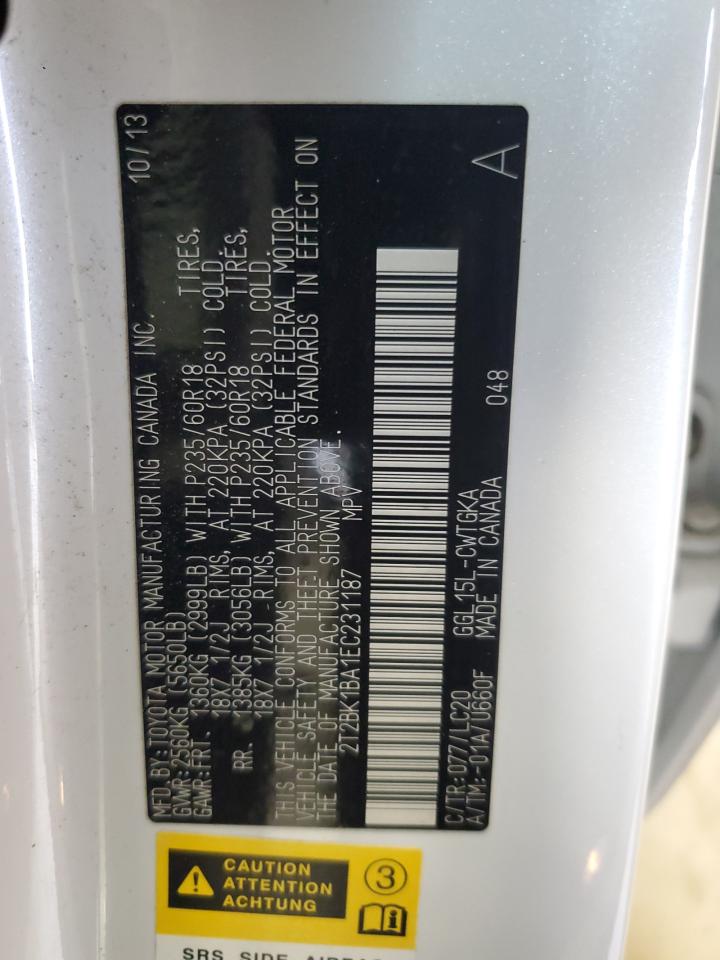 MFD.BY:TOYOTA MOTOR MANUFACTURING CANADA INC. 10/13
GVWR:2560KG(5650LB)
GAWR:FRT. 1360KG (2999LB) WITH P235/60R18 TIRES,
18X7 1/2J RIMS, AT 220KPA (32PSI) COLD.
RR. 1385KG (3056LB) WITH P235/60R18 TIRES,
18X7 1/2J RIMS, AT 220KPA (32PSI) COLD.
THIS VEHICLE CONFORMS TO ALL APPLICABLE FEDERAL MOTOR
VEHICLE SAFETY AND THEFT PREVENTION STANDARDS IN EFFECT ON
THE DATE OF MANUFACTURE SHOWN ABOVE.
2T2BK1BA1EC231187 MPV
C/TR:077/LC20 GGL15L-CWTGKA 048 A
A/TM:-01A/U660F MADE IN CANADA
CAUTION
ATTENTION
ACHTUNG
3
SRS SIDE